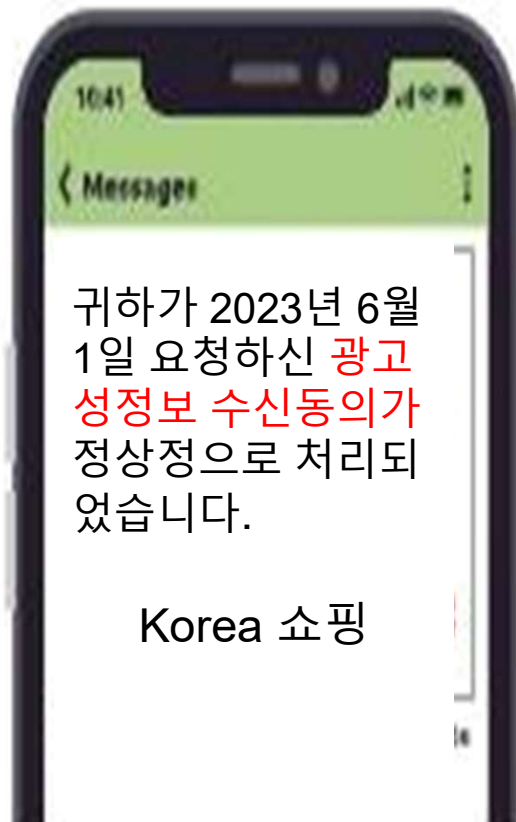 10:41
Messages
귀하가 2023년 6월
1일 요청하신 광고
성정보 수신동의가
정상정으로 처리되
었습니다.
Korea 쇼핑